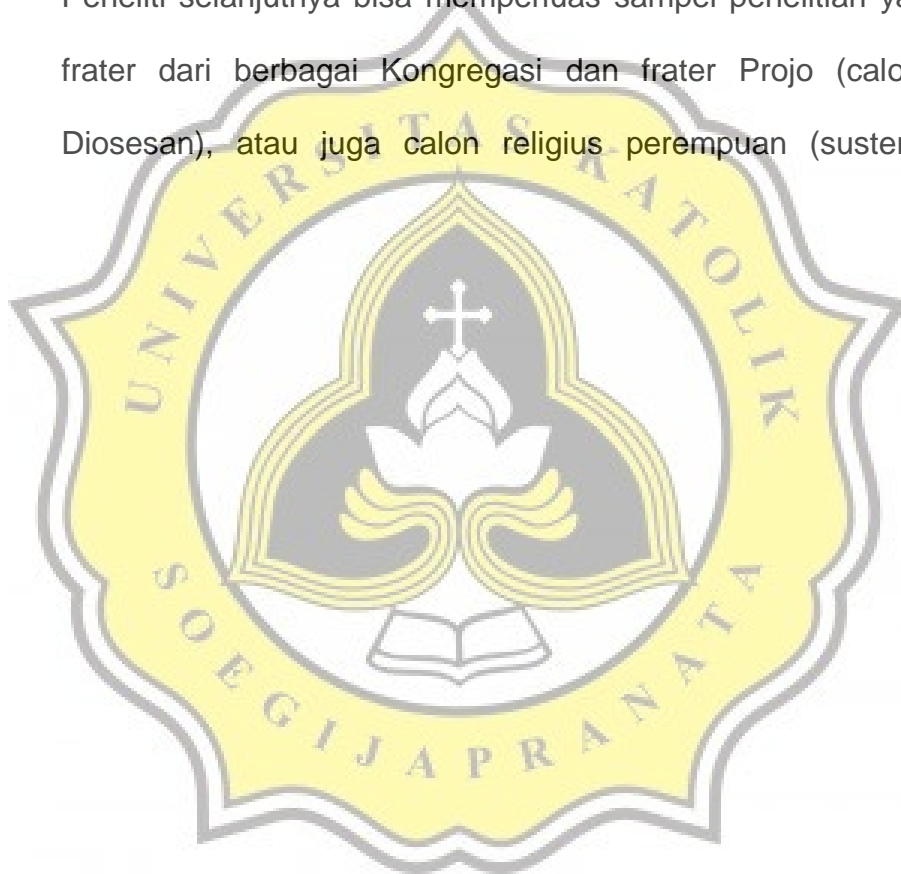 Peneliti selanjutnya bisa memperluas sampel penelitian
frater dari berbagai Kongregasi dan frater Projo
Diosesan), atau juga calon religius perempuan
UNIVERSITAS KATOLIK
SOEGIJAPRANATA